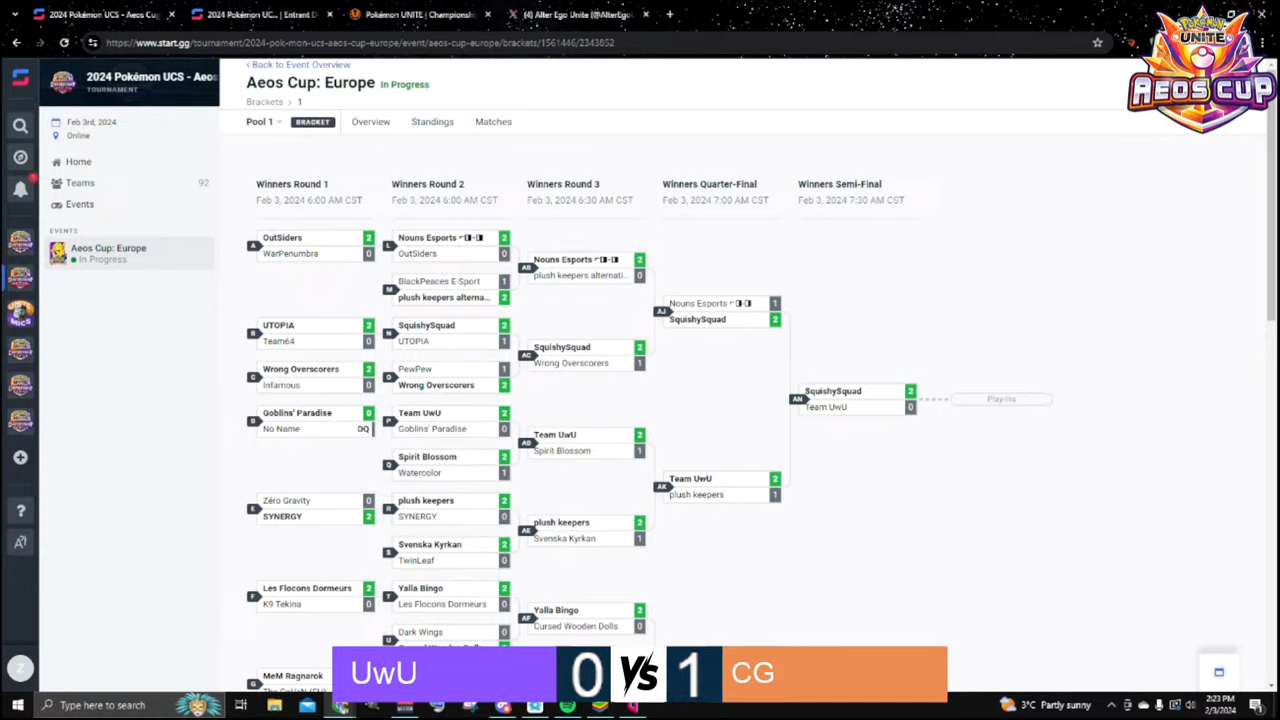 2024 Pokémon UCS - Aeos Cup
2024 Pokémon UC... | Entrant D
Pokémon UNITE | Champions
(4) Alter Ego Unite (@AlterEgo
https://www.start.gg/tournament/2024-pok-mon-ucs-aeos-cup-europe/event/aeos-cup-europe/brackets/1561446/2343852
POKÉMON
UNITE
AEOS CUP
2024 Pokémon UCS - Aeos
TOURNAMENT
Feb 3rd, 2024
Online
Home
Teams 92
Events
EVENTS
Aeos Cup: Europe
In Progress
‹ Back to Event Overview
Aeos Cup: Europe In Progress
Brackets > 1
Pool 1 BRACKET Overview Standings Matches
Winners Round 1
Feb 3, 2024 6:00 AM CST
Winners Round 2
Feb 3, 2024 6:00 AM CST
Winners Round 3
Feb 3, 2024 6:30 AM CST
Winners Quarter-Final
Feb 3, 2024 7:00 AM CST
Winners Semi-Final
Feb 3, 2024 7:30 AM CST
A
OutSiders 2
WarPenumbra 0
B
UTOPIA 2
Team64 0
C
Wrong Overscorers 2
Infamous 0
D
Goblins' Paradise 0
No Name DQ
E
Zéro Gravity 0
SYNERGY 2
F
Les Flocons Dormeurs 2
K9 Tekina 0
G
MeM Ragnarok
L
Nouns Esports 2
OutSiders 0
M
BlackPeaces E-Sport 1
plush keepers alterna... 2
N
SquishySquad 2
UTOPIA 1
O
PewPew 1
Wrong Overscorers 2
P
Team UwU 2
Goblins' Paradise 0
Q
Spirit Blossom 2
Watercolor 1
R
plush keepers 2
SYNERGY 0
S
Svenska Kyrkan 2
TwinLeaf 0
T
Yalla Bingo 2
Les Flocons Dormeurs 0
U
Dark Wings 0
AB
Nouns Esports 2
plush keepers alternati... 0
AC
SquishySquad 2
Wrong Overscorers 1
AD
Team UwU 2
Spirit Blossom 1
AE
plush keepers 2
Svenska Kyrkan 1
AF
Yalla Bingo 2
Cursed Wooden Dolls 0
AJ
Nouns Esports 1
SquishySquad 2
AK
Team UwU 2
plush keepers 1
AN
SquishySquad 2
Team UwU 0
Play-Ins
UwU 0 VS 1 CG
Type here to search
3°C Partly sunny
2:23 PM
2/3/2024